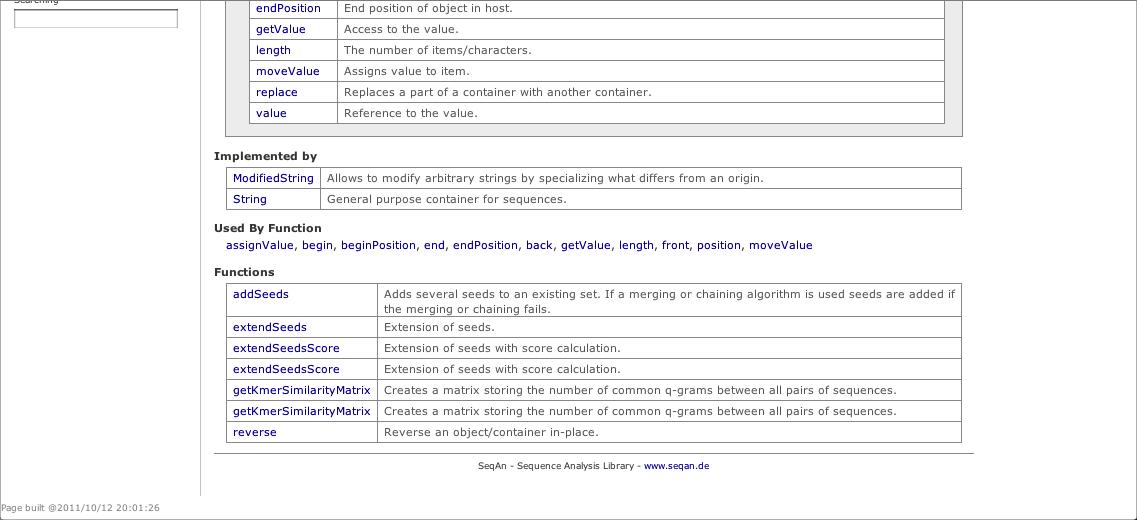 Searching
endPosition End position of object in host.
getValue Access to the value.
length The number of items/characters.
moveValue Assigns value to item.
replace Replaces a part of a container with another container.
value Reference to the value.
Implemented by
ModifiedString Allows to modify arbitrary strings by specializing what differs from an origin.
String General purpose container for sequences.
Used By Function
assignValue, begin, beginPosition, end, endPosition, back, getValue, length, front, position, moveValue
Functions
addSeeds Adds several seeds to an existing set. If a merging or chaining algorithm is used seeds are added if
the merging or chaining fails.
extendSeeds Extension of seeds.
extendSeedsScore Extension of seeds with score calculation.
extendSeedsScore Extension of seeds with score calculation.
getKmerSimilarityMatrix Creates a matrix storing the number of common q-grams between all pairs of sequences.
getKmerSimilarityMatrix Creates a matrix storing the number of common q-grams between all pairs of sequences.
reverse Reverse an object/container in-place.
SeqAn - Sequence Analysis Library - www.seqan.de
Page built @2011/10/12 20:01:26